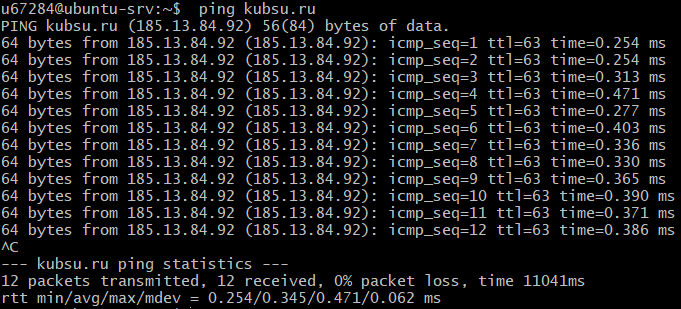 u67284@ubuntu-srv:~$  ping kubsu.ru
PING kubsu.ru (185.13.84.92) 56(84) bytes of data.
64 bytes from 185.13.84.92 (185.13.84.92): icmp_seq=1 ttl=63 time=0.254 ms
64 bytes from 185.13.84.92 (185.13.84.92): icmp_seq=2 ttl=63 time=0.254 ms
64 bytes from 185.13.84.92 (185.13.84.92): icmp_seq=3 ttl=63 time=0.313 ms
64 bytes from 185.13.84.92 (185.13.84.92): icmp_seq=4 ttl=63 time=0.471 ms
64 bytes from 185.13.84.92 (185.13.84.92): icmp_seq=5 ttl=63 time=0.277 ms
64 bytes from 185.13.84.92 (185.13.84.92): icmp_seq=6 ttl=63 time=0.403 ms
64 bytes from 185.13.84.92 (185.13.84.92): icmp_seq=7 ttl=63 time=0.336 ms
64 bytes from 185.13.84.92 (185.13.84.92): icmp_seq=8 ttl=63 time=0.330 ms
64 bytes from 185.13.84.92 (185.13.84.92): icmp_seq=9 ttl=63 time=0.365 ms
64 bytes from 185.13.84.92 (185.13.84.92): icmp_seq=10 ttl=63 time=0.390 ms
64 bytes from 185.13.84.92 (185.13.84.92): icmp_seq=11 ttl=63 time=0.371 ms
64 bytes from 185.13.84.92 (185.13.84.92): icmp_seq=12 ttl=63 time=0.386 ms
^C
--- kubsu.ru ping statistics ---
12 packets transmitted, 12 received, 0% packet loss, time 11041ms
rtt min/avg/max/mdev = 0.254/0.345/0.471/0.062 ms